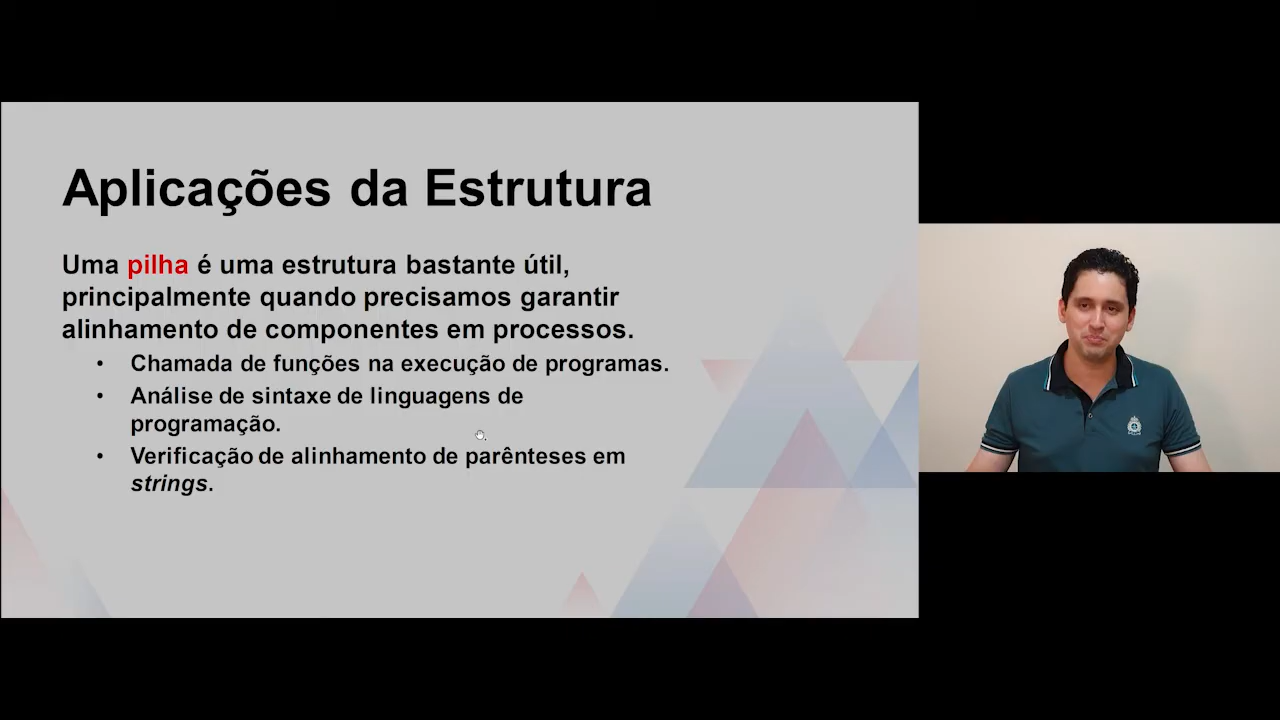 Aplicações da Estrutura
Uma pilha é uma estrutura bastante útil,
principalmente quando precisamos garantir
alinhamento de componentes em processos.
• Chamada de funções na execução de programas.
• Análise de sintaxe de linguagens de
programação.
• Verificação de alinhamento de parênteses em
strings.